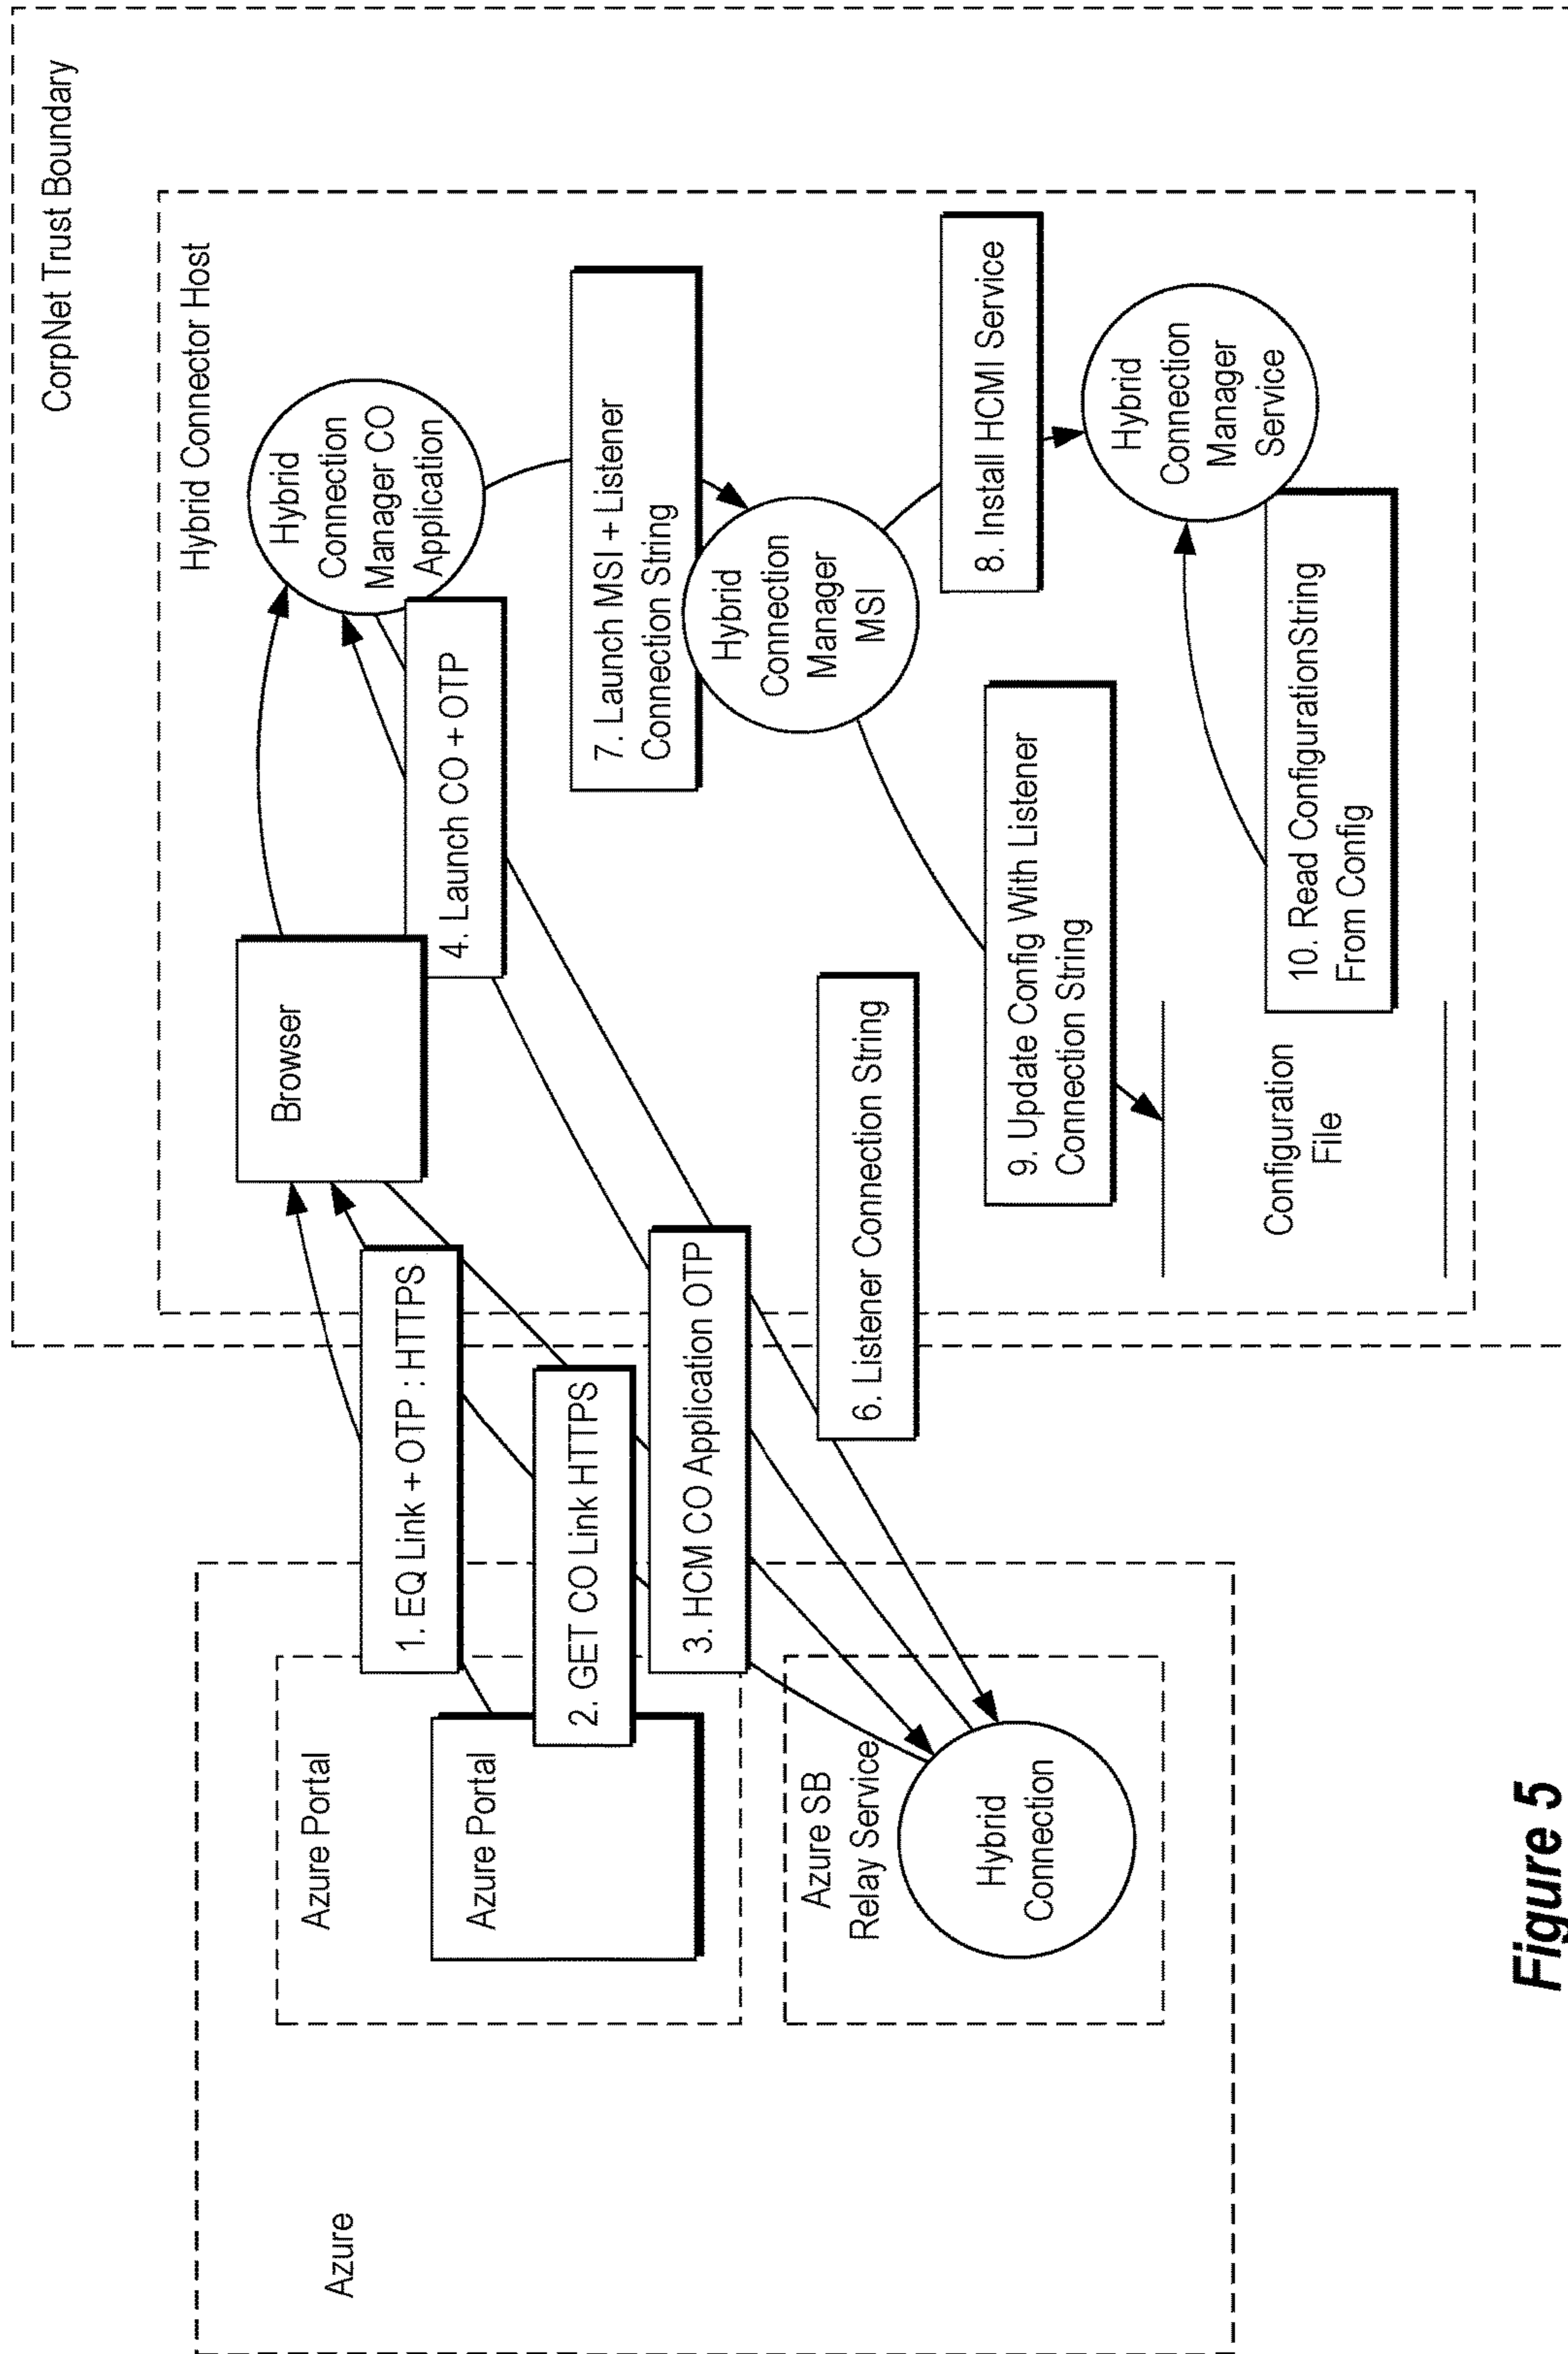 CorpNet Trust Boundary
Hybrid Connector Host
Azure
Azure Portal
Azure Portal
1. EQ Link + OTP : HTTPS
Browser
Hybrid
Connection
Manager CO
Application
2. GET CO Link HTTPS
3. HCM CO Application OTP
4. Launch CO + OTP
Azure SB
Relay Service
Hybrid
Connection
6. Listener Connection String
7. Launch MSI + Listener
Connection String
Hybrid
Connection
Manager
MSI
8. Install HCMI Service
9. Update Config With Listener
Connection String
Hybrid
Connection
Manager
Service
Configuration
File
10. Read ConfigurationString
From Config
Figure 5